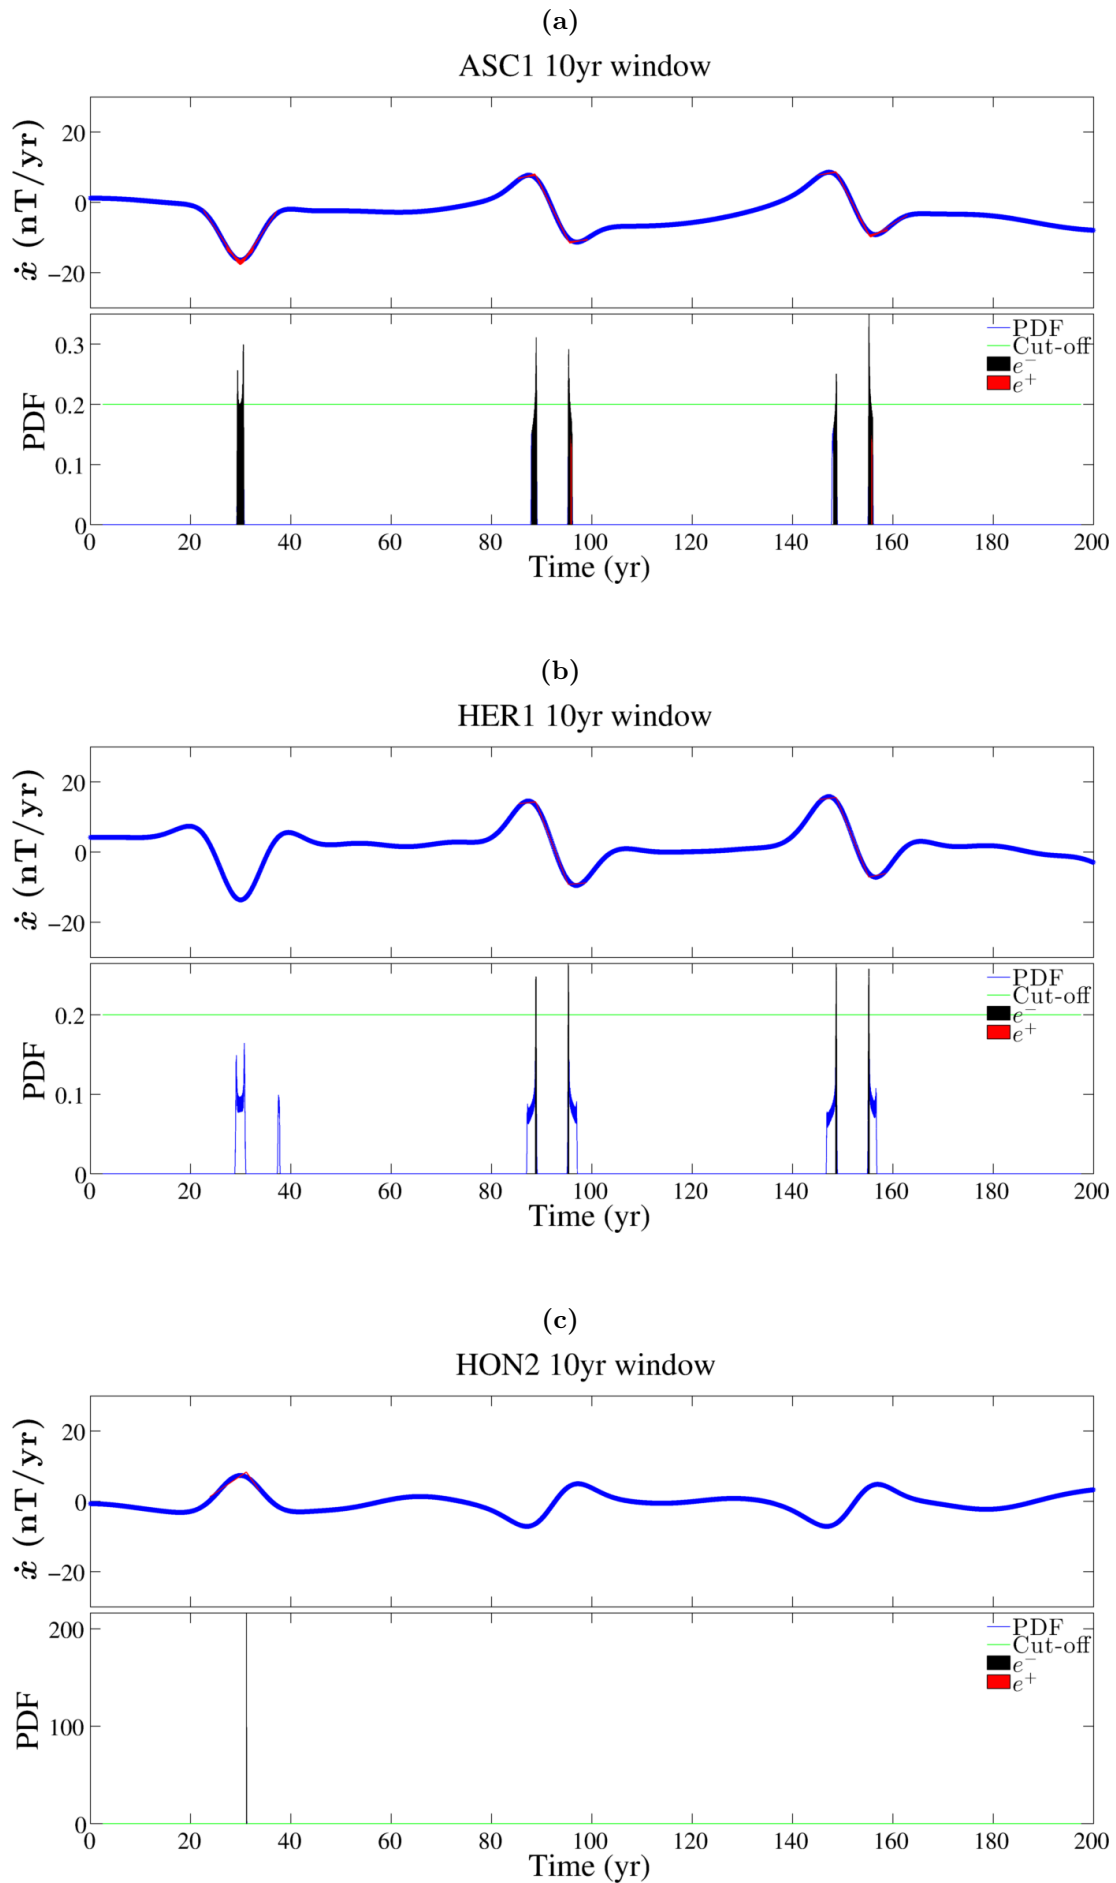 (a)
ASC1 10yr window
ẋ (nT/yr)
20
0
−20
PDF
0.3
0.2
0.1
0
PDF
Cut-off
e⁻
e⁺
0 20 40 60 80 100 120 140 160 180 200
Time (yr)
(b)
HER1 10yr window
ẋ (nT/yr)
20
0
−20
PDF
0.2
0.1
0
PDF
Cut-off
e⁻
e⁺
0 20 40 60 80 100 120 140 160 180 200
Time (yr)
(c)
HON2 10yr window
ẋ (nT/yr)
20
0
−20
PDF
200
100
0
PDF
Cut-off
e⁻
e⁺
0 20 40 60 80 100 120 140 160 180 200
Time (yr)